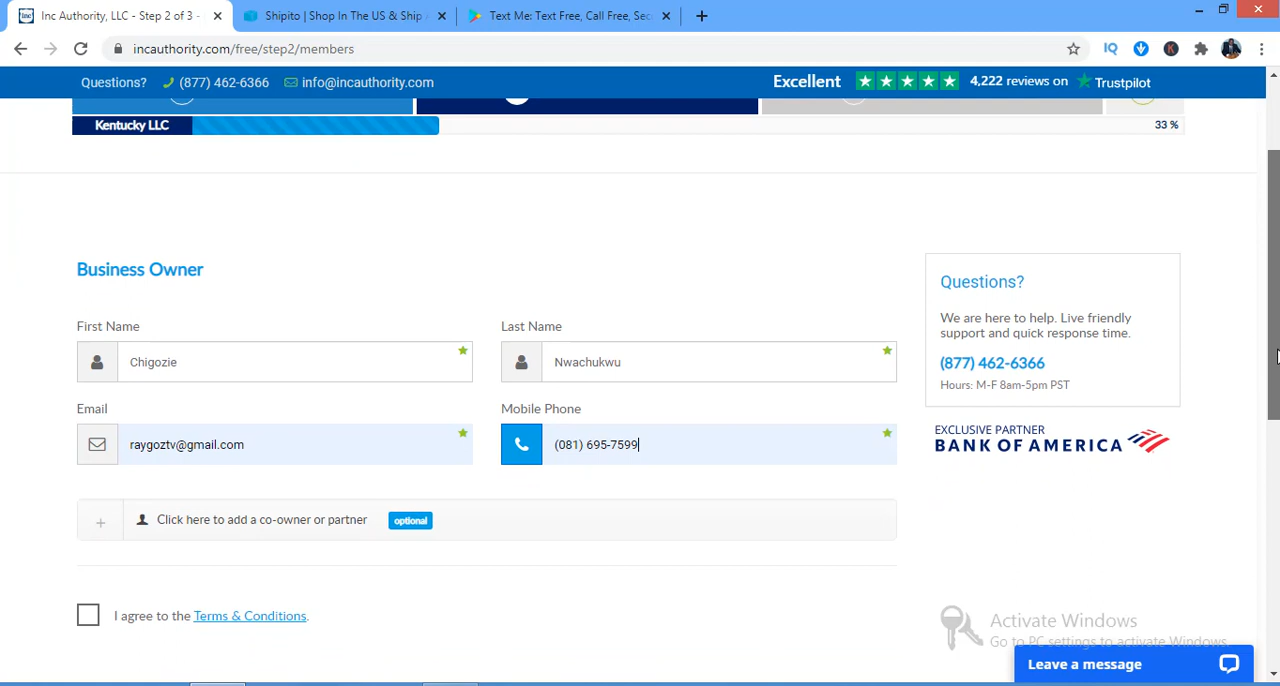 Inc Authority, LLC - Step 2 of 3 -
Shipito | Shop In The US & Ship
Text Me: Text Free, Call Free, Sec
incauthority.com/free/step2/members
Questions? (877) 462-6366 info@incauthority.com
Excellent 4,222 reviews on Trustpilot
Kentucky LLC 33 %
Business Owner
First Name Last Name
Chigozie Nwachukwu
Email Mobile Phone
raygoztv@gmail.com (081) 695-7599
Click here to add a co-owner or partner optional
I agree to the Terms & Conditions.
Questions?
We are here to help. Live friendly
support and quick response time.
(877) 462-6366
Hours: M-F 8am-5pm PST
EXCLUSIVE PARTNER
BANK OF AMERICA
Activate Windows
Go to PC settings to activate Windows.
Leave a message